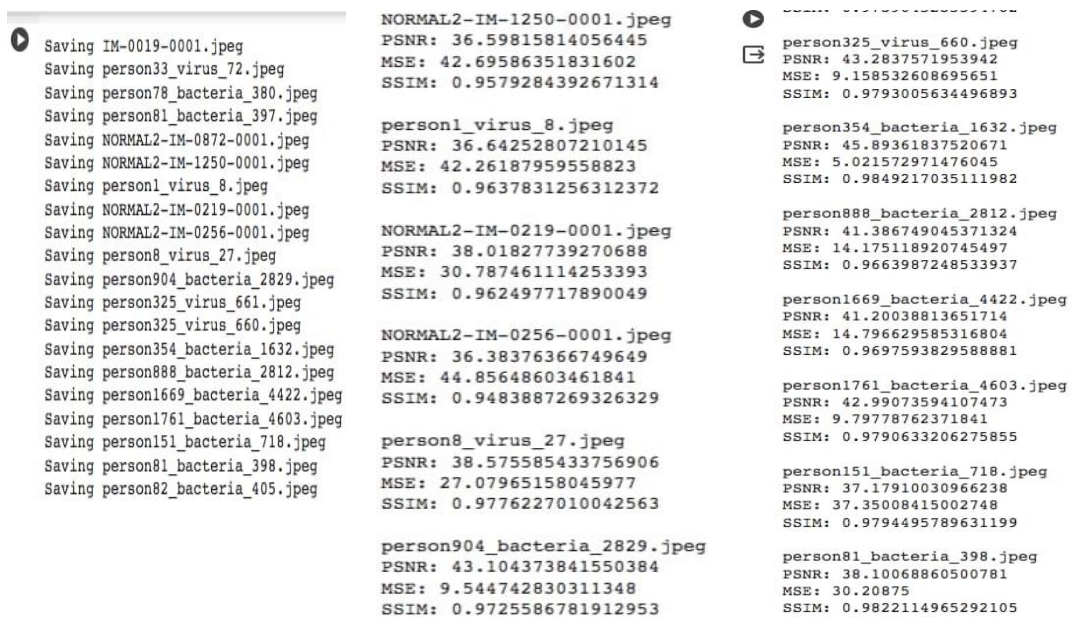 Saving IM-0019-0001.jpeg
Saving person33_virus_72.jpeg
Saving person78_bacteria_380.jpeg
Saving person81_bacteria_397.jpeg
Saving NORMAL2-IM-0872-0001.jpeg
Saving NORMAL2-IM-1250-0001.jpeg
Saving person1_virus_8.jpeg
Saving NORMAL2-IM-0219-0001.jpeg
Saving NORMAL2-IM-0256-0001.jpeg
Saving person8_virus_27.jpeg
Saving person904_bacteria_2829.jpeg
Saving person325_virus_661.jpeg
Saving person325_virus_660.jpeg
Saving person354_bacteria_1632.jpeg
Saving person888_bacteria_2812.jpeg
Saving person1669_bacteria_4422.jpeg
Saving person1761_bacteria_4603.jpeg
Saving person151_bacteria_718.jpeg
Saving person81_bacteria_398.jpeg
Saving person82_bacteria_405.jpeg
NORMAL2-IM-1250-0001.jpeg
PSNR: 36.59815814056445
MSE: 42.69586351831602
SSIM: 0.9579284392671314
person1_virus_8.jpeg
PSNR: 36.64252807210145
MSE: 42.26187959558823
SSIM: 0.9637831256312372
NORMAL2-IM-0219-0001.jpeg
PSNR: 38.01827739270688
MSE: 30.787461114253393
SSIM: 0.962497717890049
NORMAL2-IM-0256-0001.jpeg
PSNR: 36.38376366749649
MSE: 44.85648603461841
SSIM: 0.9483887269326329
person8_virus_27.jpeg
PSNR: 38.575585433756906
MSE: 27.07965158045977
SSIM: 0.9776227010042563
person904_bacteria_2829.jpeg
PSNR: 43.104373841550384
MSE: 9.5447428303​11348
SSIM: 0.97255867819​12953
person325_virus_660.jpeg
PSNR: 43.2837571953942
MSE: 9.158532608695651
SSIM: 0.9793005634496893
person354_bacteria_1632.jpeg
PSNR: 45.89361837520671
MSE: 5.021572971476045
SSIM: 0.9849217035111982
person888_bacteria_2812.jpeg
PSNR: 41.386749045371324
MSE: 14.175118920745497
SSIM: 0.9663987248533937
person1669_bacteria_4422.jpeg
PSNR: 41.20038813651714
MSE: 14.796629585316804
SSIM: 0.9697593829588881
person1761_bacteria_4603.jpeg
PSNR: 42.99073594107473
MSE: 9.79778762371841
SSIM: 0.9790633206275855
person151_bacteria_718.jpeg
PSNR: 37.17910030966238
MSE: 37.35008415002748
SSIM: 0.9794495789631199
person81_bacteria_398.jpeg
PSNR: 38.10068860500781
MSE: 30.20875
SSIM: 0.9822114965292105